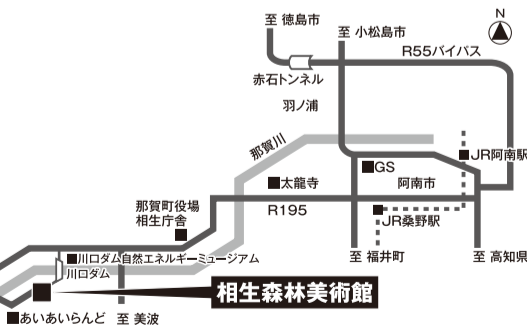 N
至 徳島市
至 小松島市
R55バイパス
赤石トンネル
羽ノ浦
那賀川
JR阿南駅
GS
太龍寺
阿南市
那賀町役場
相生庁舎
R195
JR桑野駅
川口ダム自然エネルギーミュージアム
至 福井町
至 高知県
川口ダム
相生森林美術館
あいあいらんど
至 美波